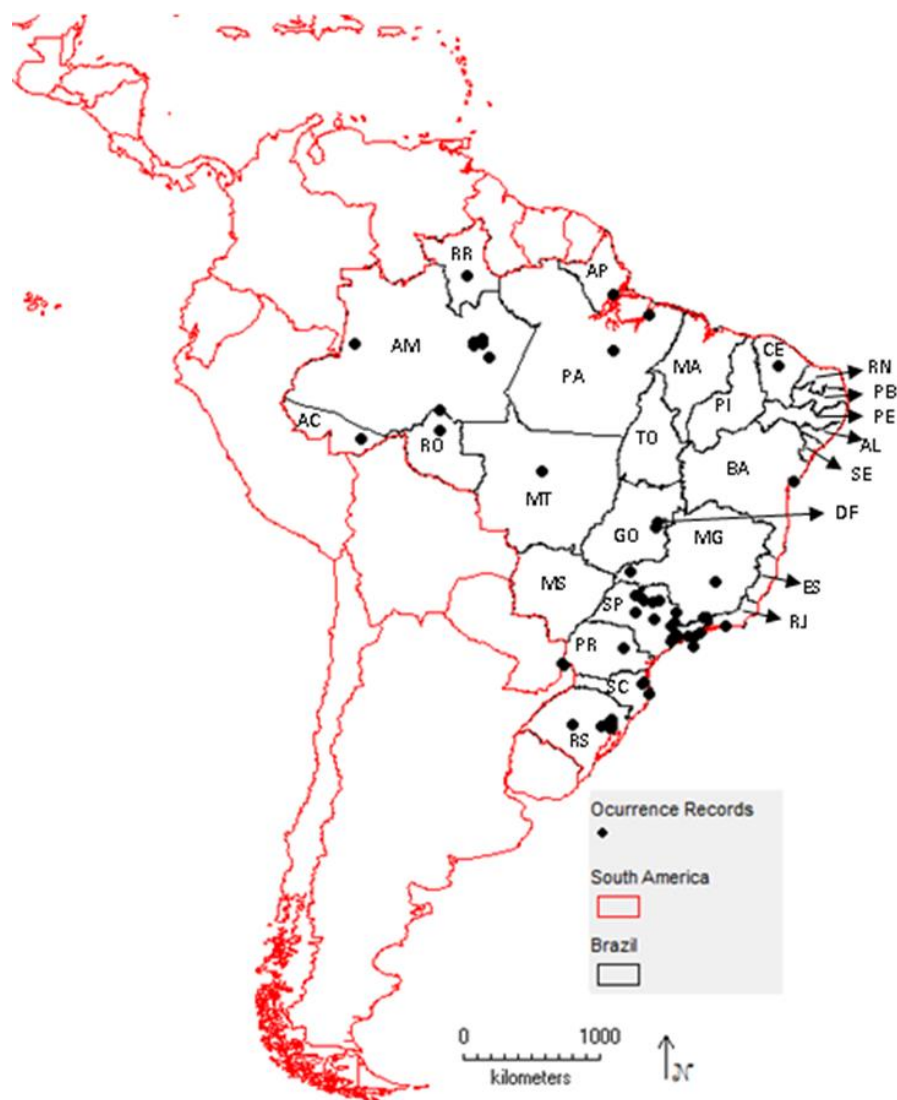 RR
AP
AM
PA
MA
CE
RN
PB
PI
PE
AC
RO
TO
AL
BA
SE
MT
DF
GO
MG
MS
ES
SP
RJ
PR
SC
RS
Ocurrence Records
South America
Brazil
0 1000
kilometers
N